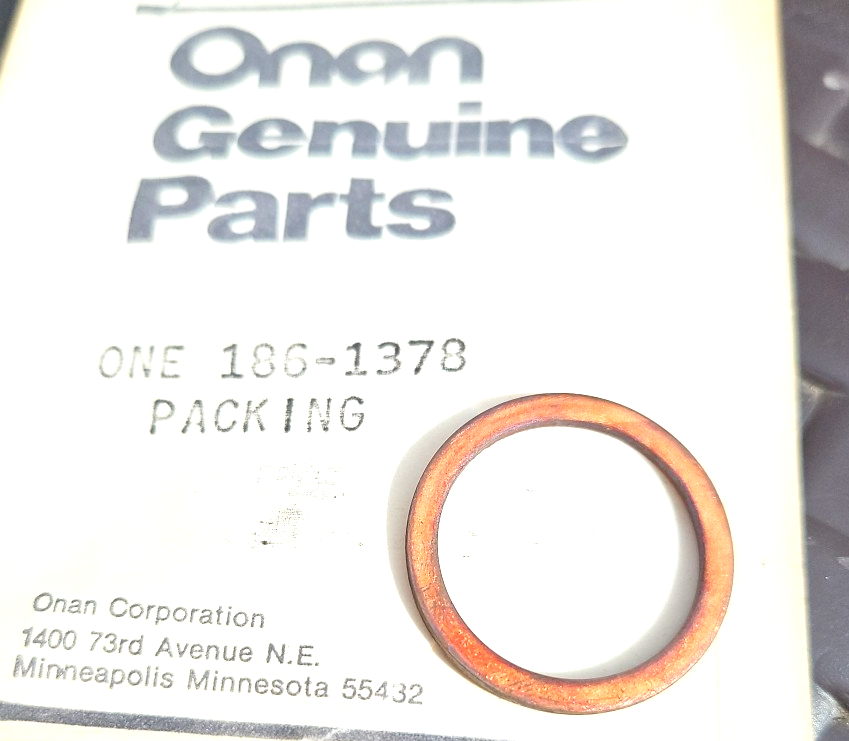 Onan
Genuine
Parts
ONE 186-1378
PACKING
Onan Corporation
1400 73rd Avenue N.E.
Minneapolis Minnesota 55432